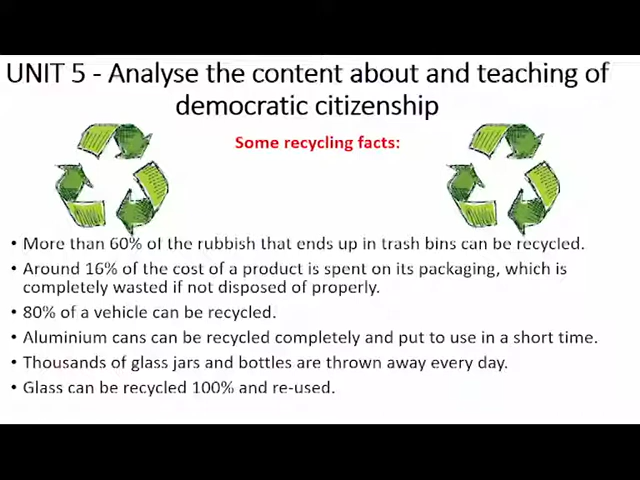 UNIT 5 - Analyse the content about and teaching of
democratic citizenship
Some recycling facts:
• More than 60% of the rubbish that ends up in trash bins can be recycled.
• Around 16% of the cost of a product is spent on its packaging, which is
completely wasted if not disposed of properly.
• 80% of a vehicle can be recycled.
• Aluminium cans can be recycled completely and put to use in a short time.
• Thousands of glass jars and bottles are thrown away every day.
• Glass can be recycled 100% and re-used.